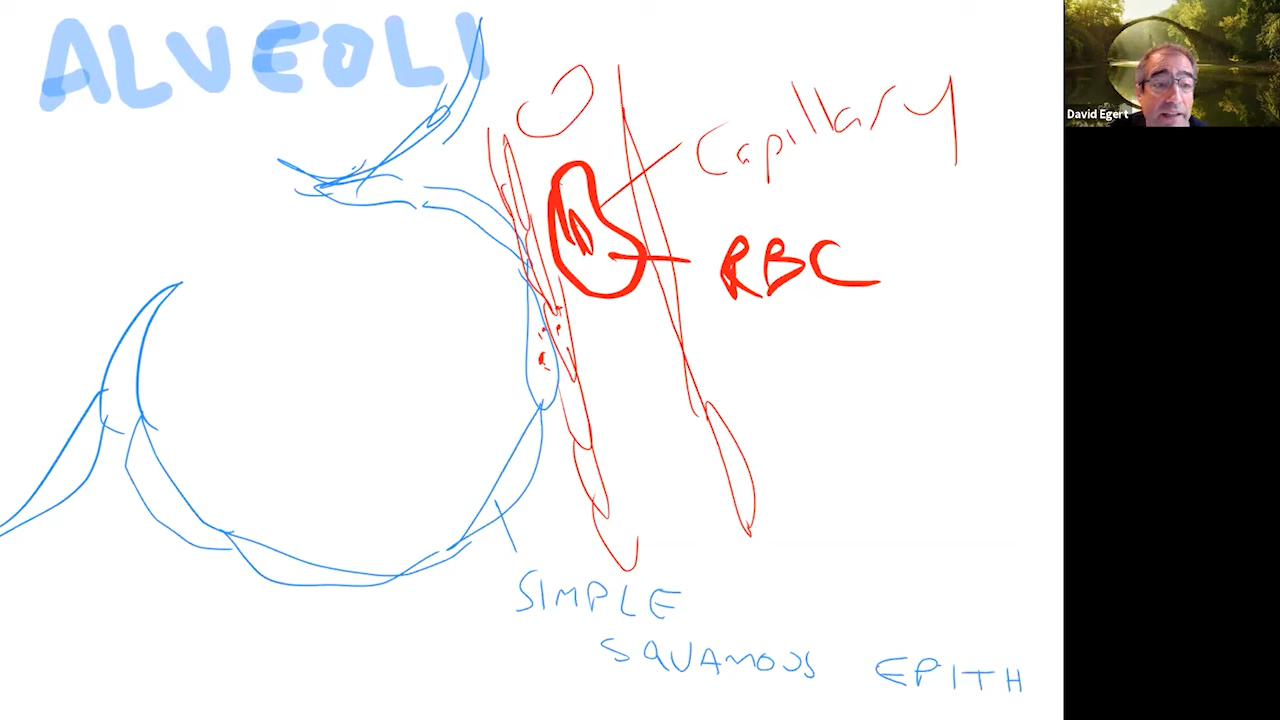 ALVEOLI
Capillary
RBC
SIMPLE
SQUAMOUS EPITH
David Egert